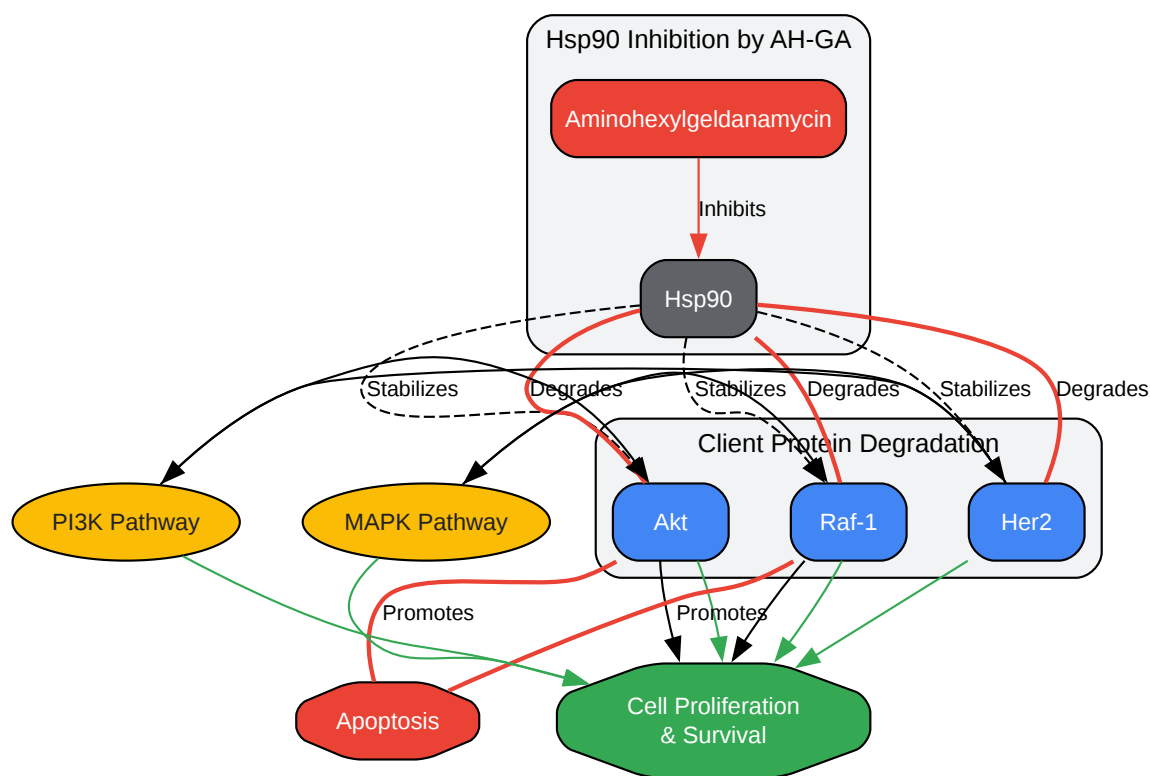 Hsp90 Inhibition by AH-GA
Aminohexylgeldanamycin
Inhibits
Hsp90
Stabilizes
Degrades
Stabilizes
Degrades
Stabilizes
Degrades
Client Protein Degradation
PI3K Pathway
MAPK Pathway
Akt
Raf-1
Her2
Promotes
Promotes
Apoptosis
Cell Proliferation
& Survival